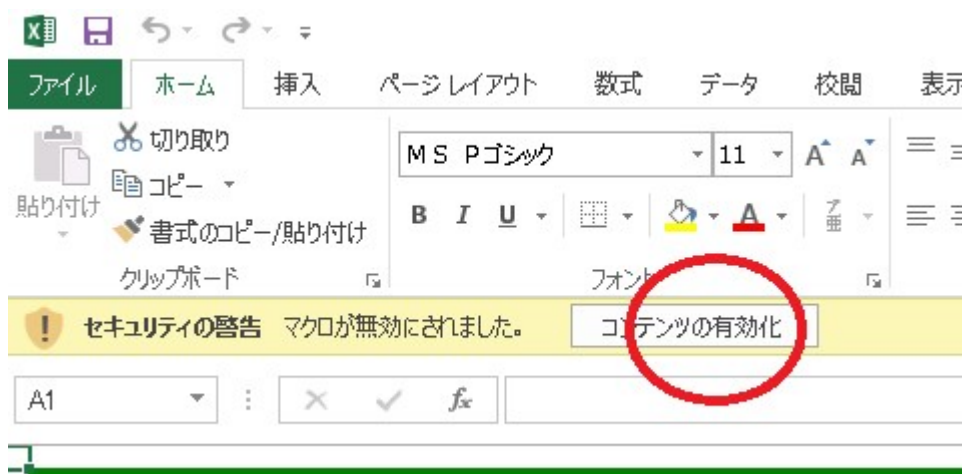 ファイル ホーム 挿入 ページ レイアウト 数式 データ 校閲 表示
切り取り
コピー
書式のコピー/貼り付け
貼り付け
ＭＳ Ｐゴシック 11
B I U A
クリップボード フォント
セキュリティの警告 マクロが無効にされました。 コンテンツの有効化
A1 fx